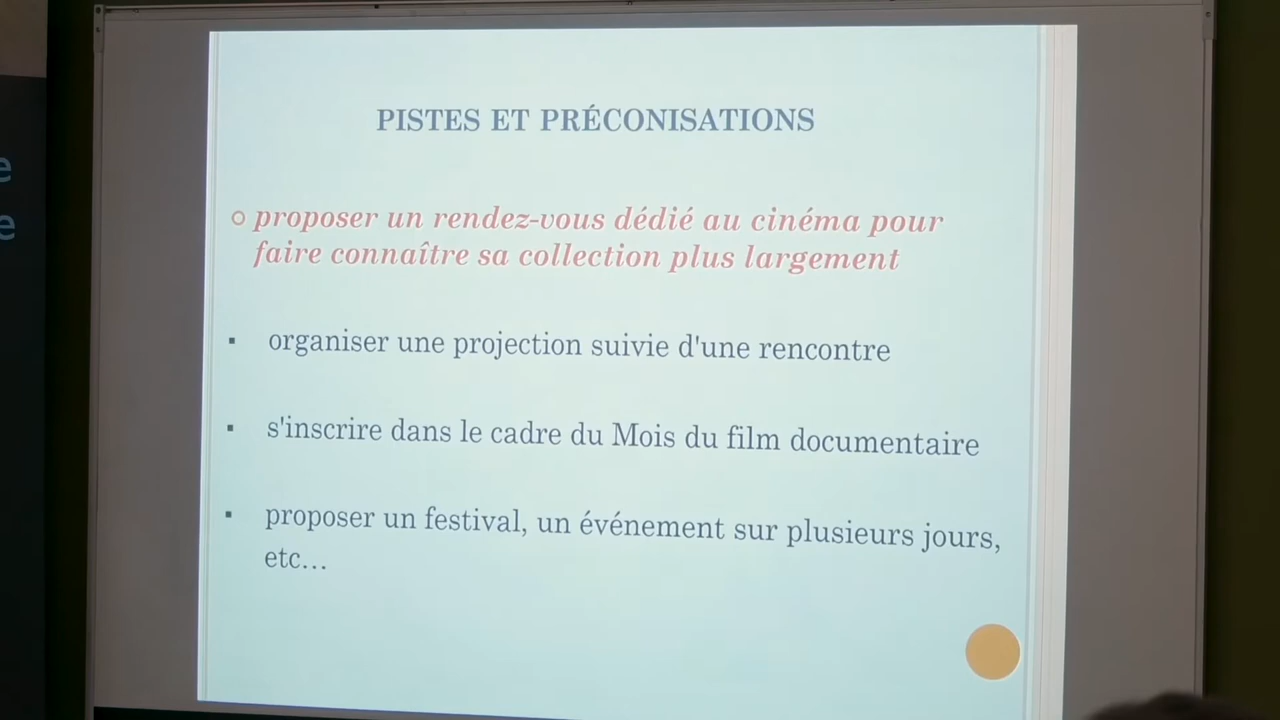 PISTES ET PRÉCONISATIONS
proposer un rendez-vous dédié au cinéma pour
faire connaître sa collection plus largement
organiser une projection suivie d'une rencontre
s'inscrire dans le cadre du Mois du film documentaire
proposer un festival, un événement sur plusieurs jours,
etc...
e
e